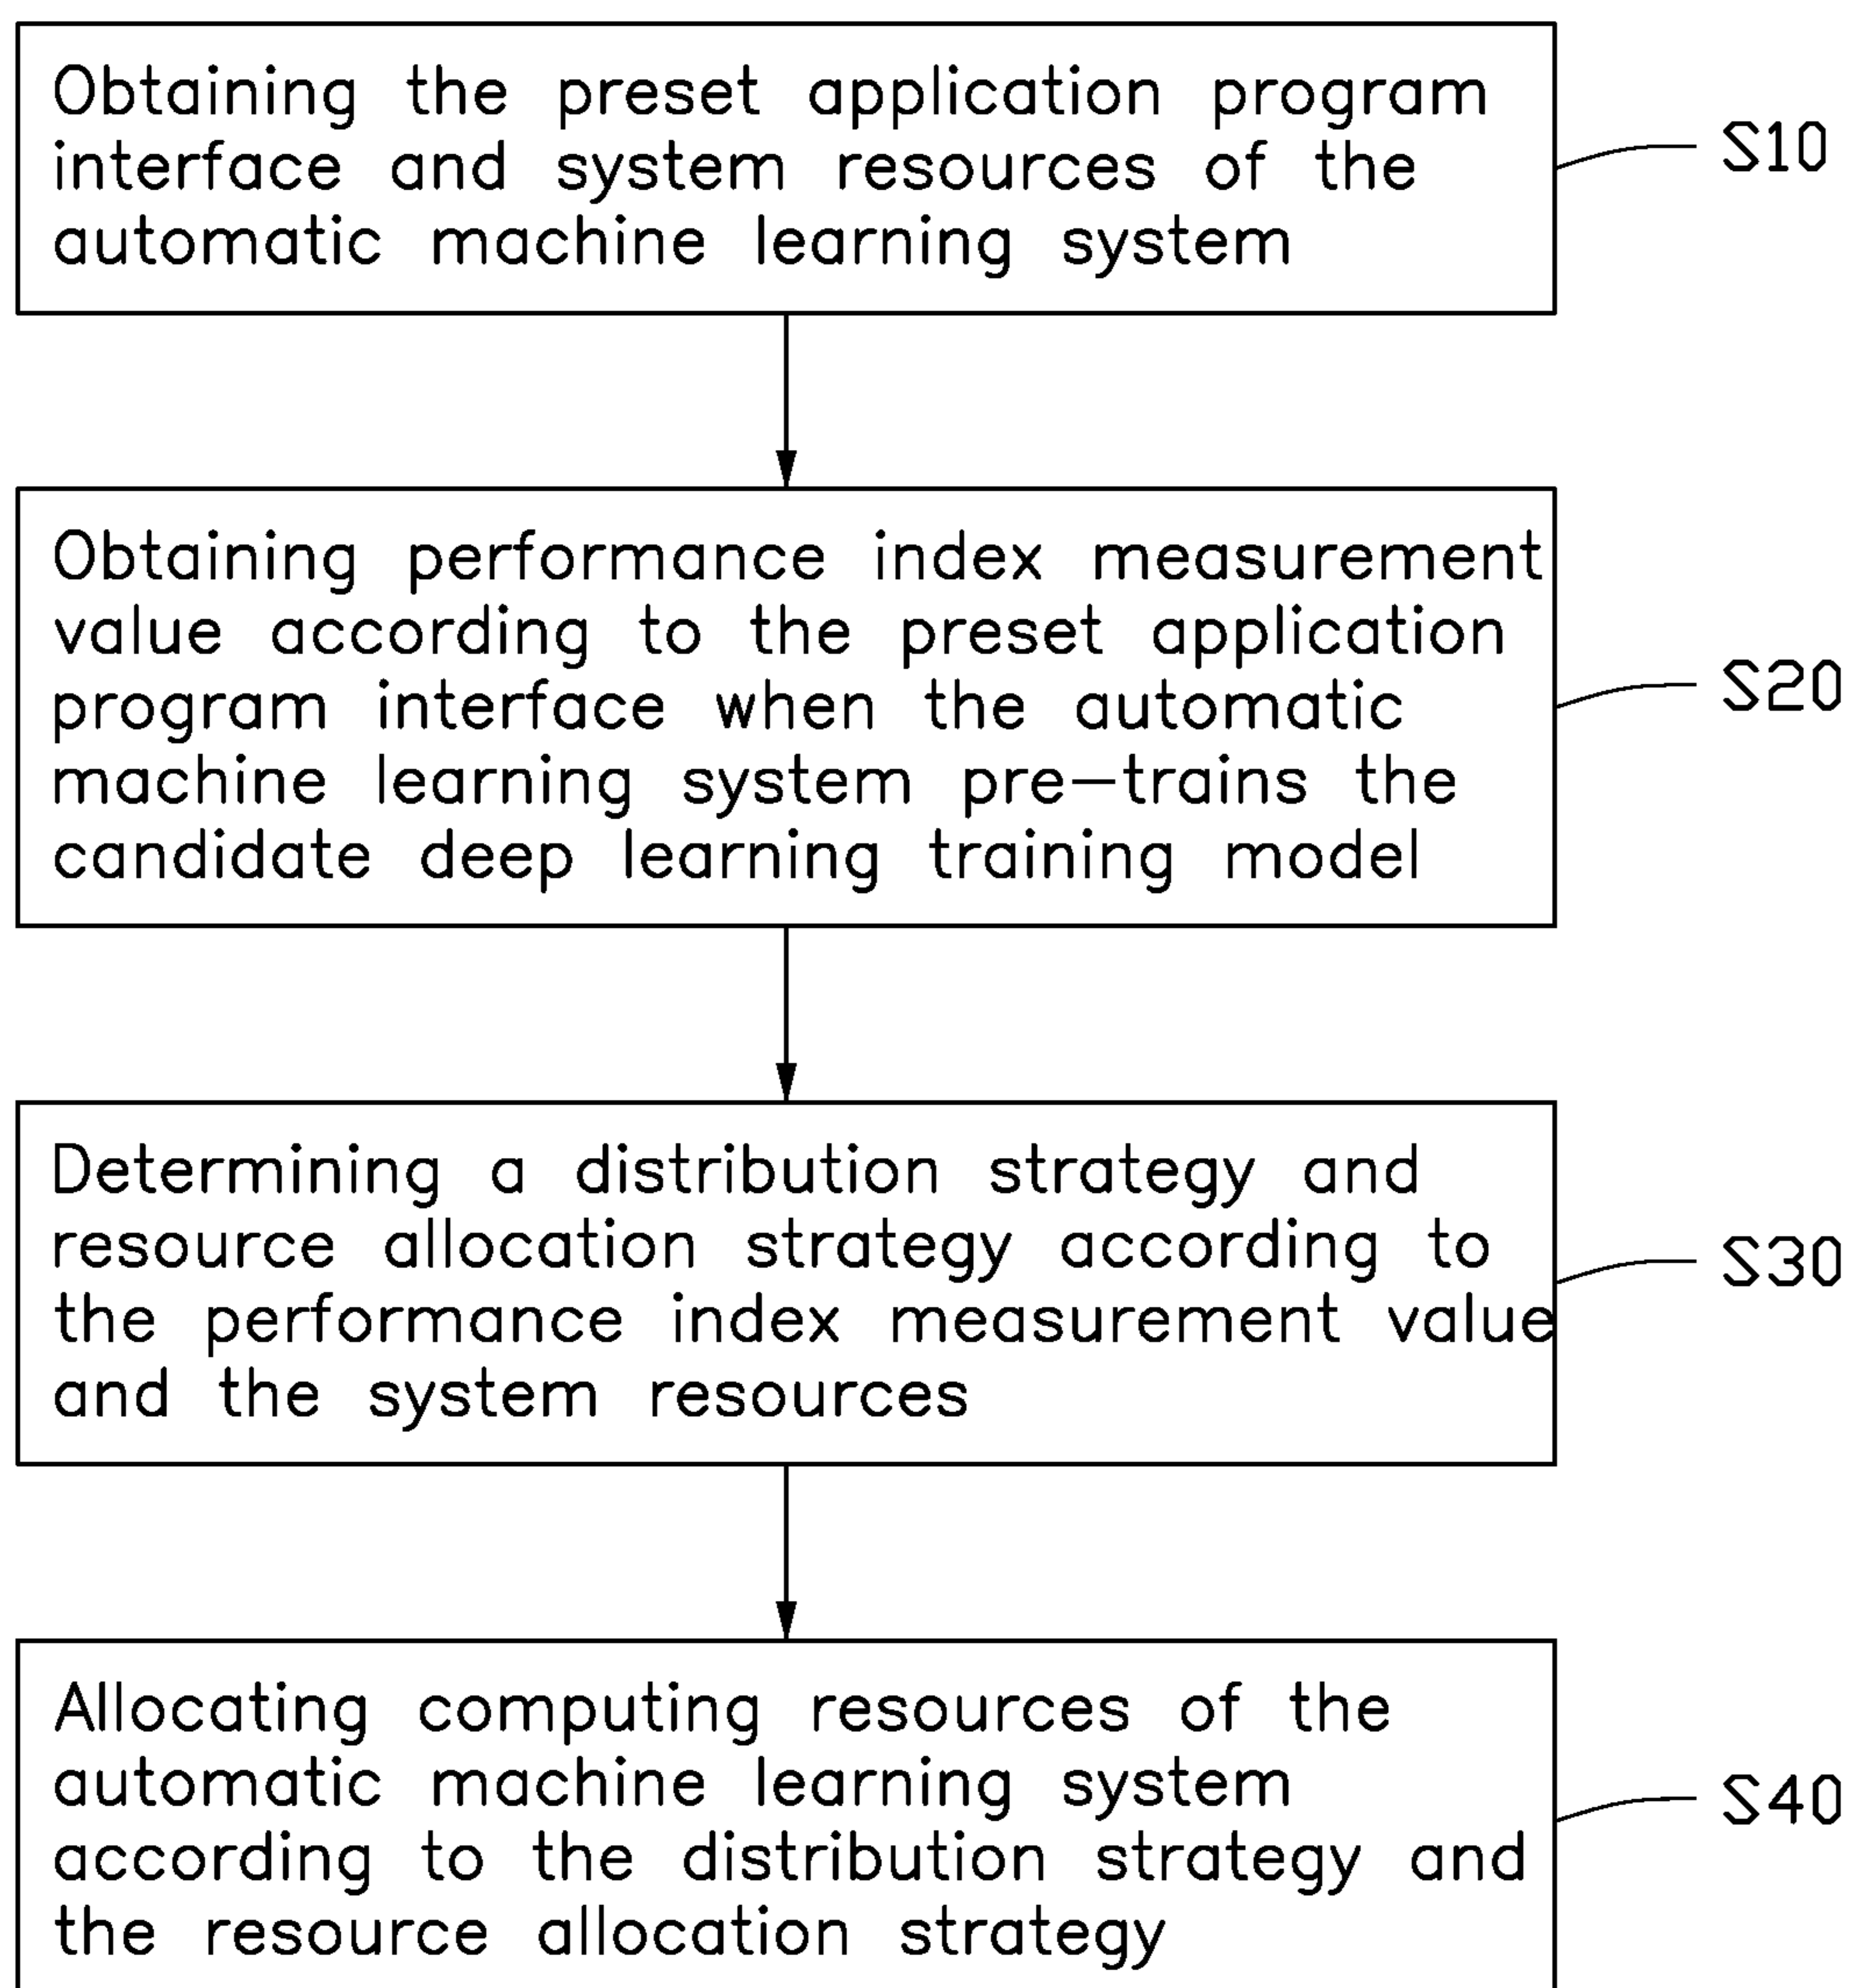 Obtaining the preset application program
interface and system resources of the
automatic machine learning system
S10
Obtaining performance index measurement
value according to the preset application
program interface when the automatic
machine learning system pre-trains the
candidate deep learning training model
S20
Determining a distribution strategy and
resource allocation strategy according to
the performance index measurement value
and the system resources
S30
Allocating computing resources of the
automatic machine learning system
according to the distribution strategy and
the resource allocation strategy
S40